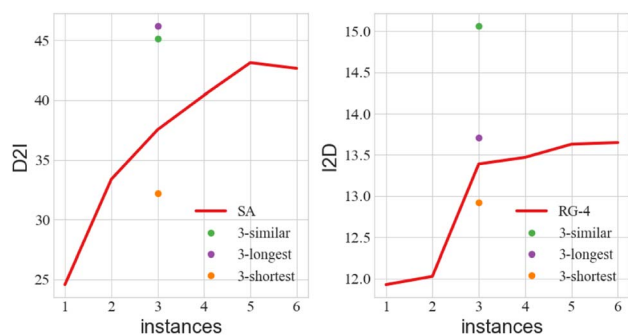 D2I
45
40
35
30
25
SA
3-similar
3-longest
3-shortest
1 2 3 4 5 6
instances
I2D
15.0
14.5
14.0
13.5
13.0
12.5
12.0
RG-4
3-similar
3-longest
3-shortest
1 2 3 4 5 6
instances